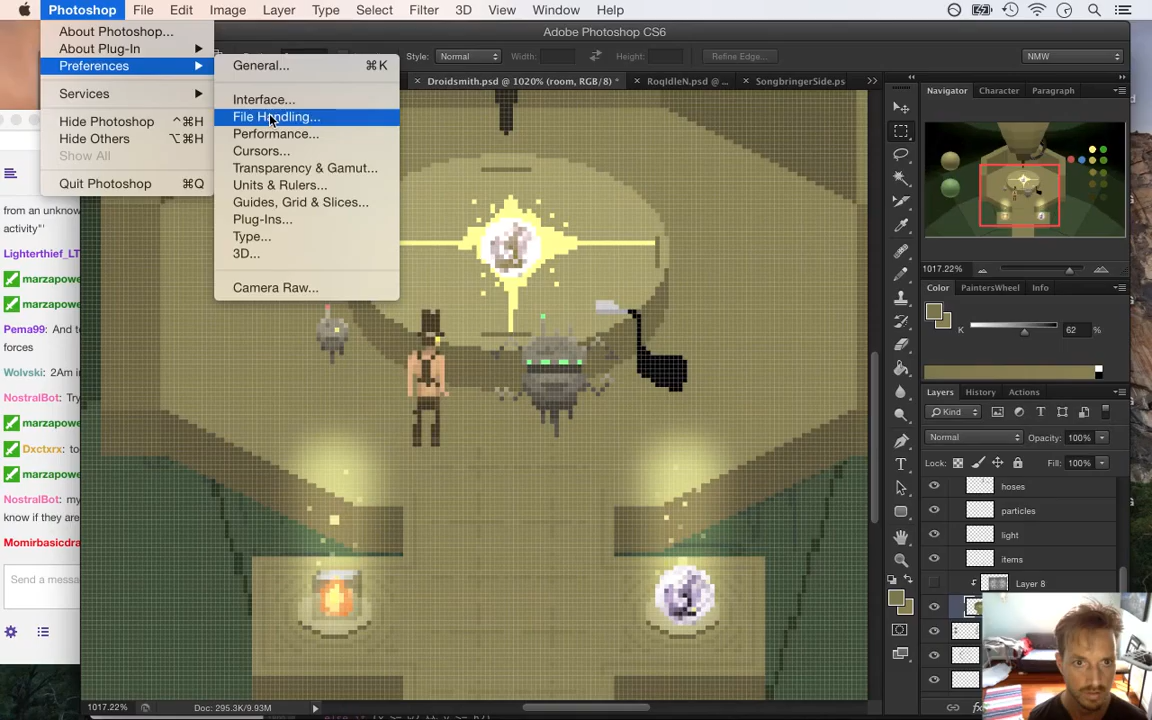 Photoshop File Edit Image Layer Type Select Filter 3D View Window Help
Adobe Photoshop CS6
About Photoshop...
About Plug-In
Preferences
Services
Hide Photoshop ^⌘H
Hide Others ⌥⌘H
Show All
Quit Photoshop ⌘Q
General... ⌘K
Interface...
File Handling...
Performance...
Cursors...
Transparency & Gamut...
Units & Rulers...
Guides, Grid & Slices...
Plug-Ins...
Type...
3D...
Camera Raw...
Style: Normal Width: Height: Refine Edge... NMW
× Droidsmith.psd @ 1020% (room, RGB/8) * × RoqIdleN.psd @ ... × SongbringerSide.ps
Navigator Character Paragraph
1017.22%
Color PaintersWheel Info
K 62 %
Layers History Actions
Kind
Normal Opacity: 100%
Lock: Fill: 100%
hoses
particles
light
items
Layer 8
from an unknow
activity"'
Lighterthief_LT
marzapowe
marzapowe
Pema99: And t
forces
Wolvski: 2Am i
NostralBot: Try
marzapowe
Dxctxrx: to
marzapowe
NostralBot: my
know if they are
Momirbasicdra
Send a messa
1017.22% Doc: 295.3K/9.73M